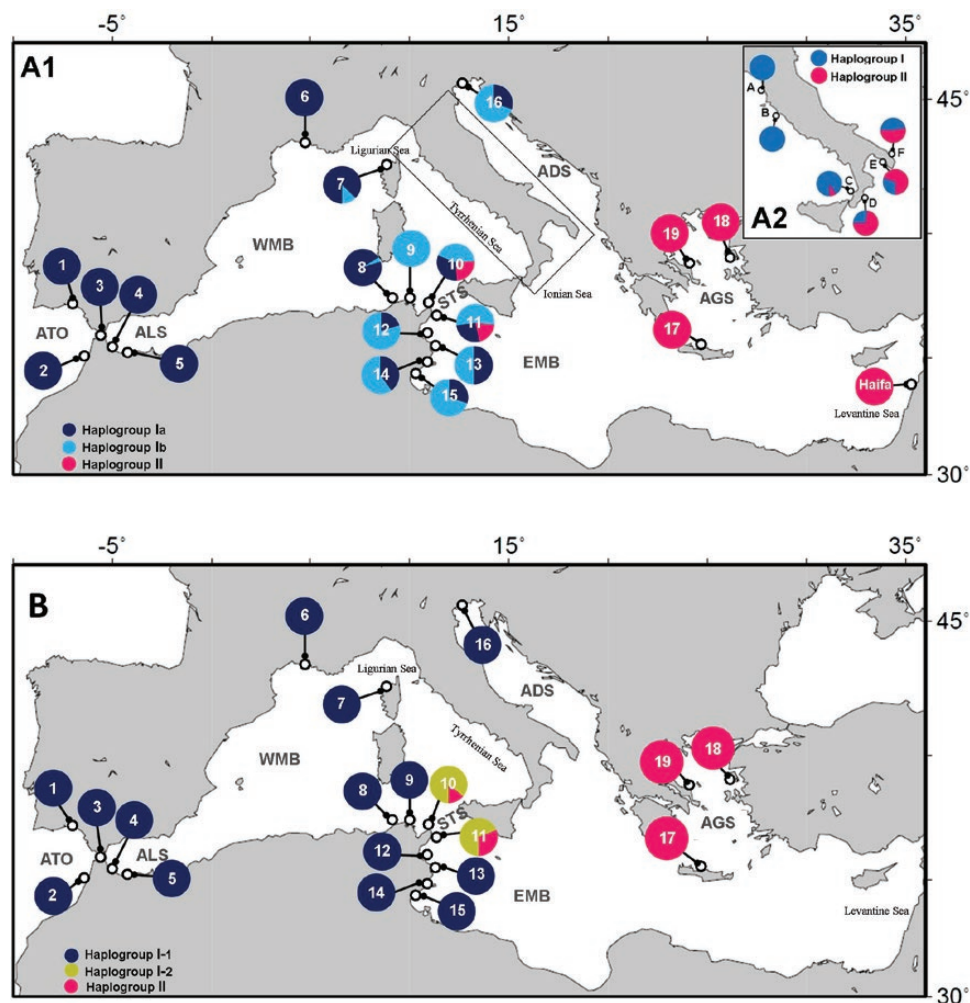 -5°
15°
35°
A1
6
16
Haplogroup I
Haplogroup II
A
B
C
D
E
F
A2
45°
Ligurian Sea
7
ADS
Tyrrhenian Sea
WMB
18
19
1
3
4
8
9
10
STS
Ionian Sea
AGS
ATO
ALS
11
12
17
2
5
13
14
EMB
15
Haifa
Levantine Sea
Haplogroup Ia
Haplogroup Ib
Haplogroup II
30°
-5°
15°
35°
B
6
16
45°
Ligurian Sea
7
ADS
Tyrrhenian Sea
WMB
18
19
1
3
4
8
9
10
STS
AGS
ATO
ALS
11
12
17
2
5
13
14
EMB
15
Levantine Sea
Haplogroup I-1
Haplogroup I-2
Haplogroup II
30°